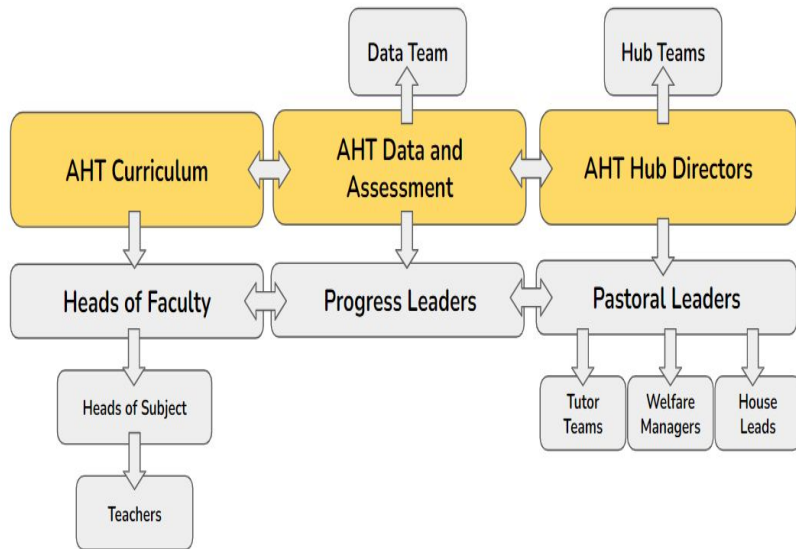 Data Team
Hub Teams
AHT Curriculum
AHT Data and
Assessment
AHT Hub Directors
Heads of Faculty
Progress Leaders
Pastoral Leaders
Heads of Subject
Tutor
Teams
Welfare
Managers
House
Leads
Teachers